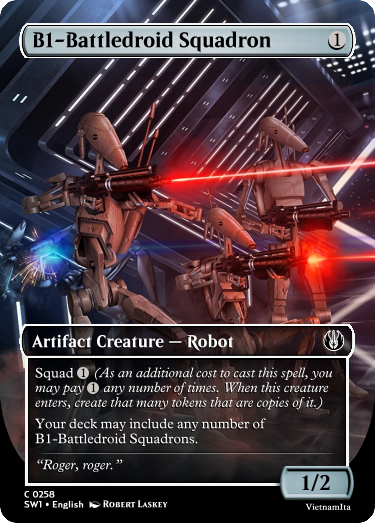 B1-Battledroid Squadron 1
Artifact Creature — Robot
Squad 1 (As an additional cost to cast this spell, you
may pay 1 any number of times. When this creature
enters, create that many tokens that are copies of it.)
Your deck may include any number of
B1-Battledroid Squadrons.
“Roger, roger.”
1/2
C 0258
SW1 • English Robert Laskey
VietnamIta